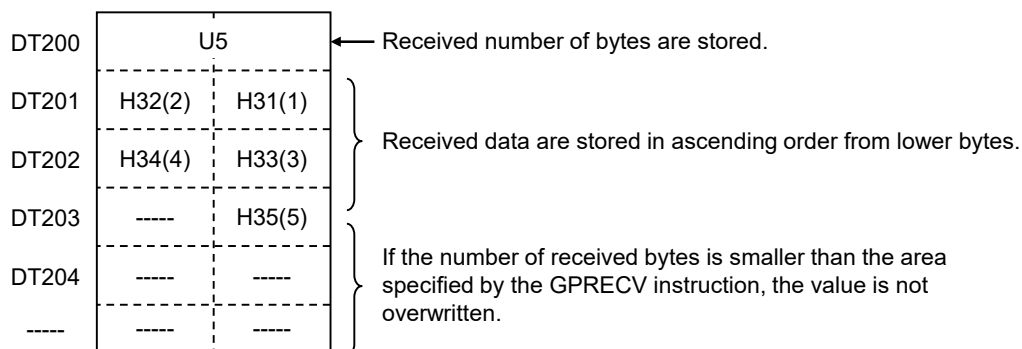 DT200 U5 Received number of bytes are stored.
DT201 H32(2) H31(1)
Received data are stored in ascending order from lower bytes.
DT202 H34(4) H33(3)
DT203 ----- H35(5)
If the number of received bytes is smaller than the area
DT204 ----- -----
specified by the GPRECV instruction, the value is not
overwritten.
----- ----- -----